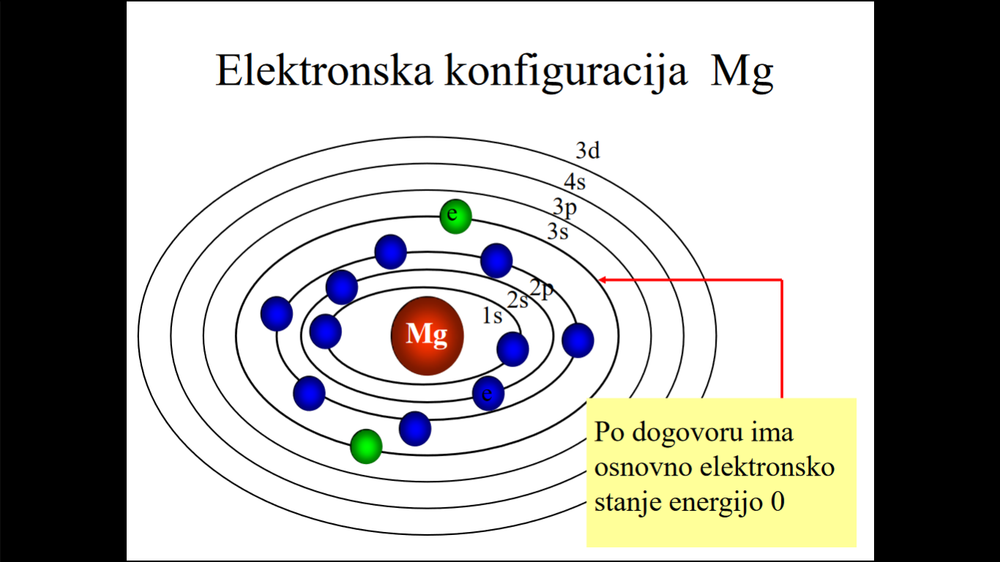 Elektronska konfiguracija Mg
3d
4s
3p
3s
2p
2s
1s
e
Mg
e
Po dogovoru ima
osnovno elektronsko
stanje energijo 0